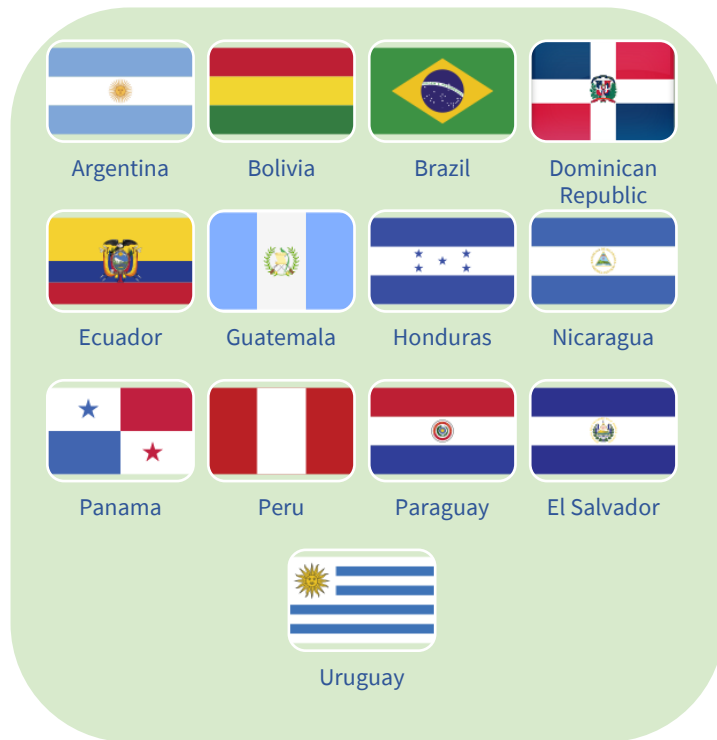 Argentina
Bolivia
Brazil
Dominican
Republic
Ecuador
Guatemala
Honduras
Nicaragua
Panama
Peru
Paraguay
El Salvador
Uruguay